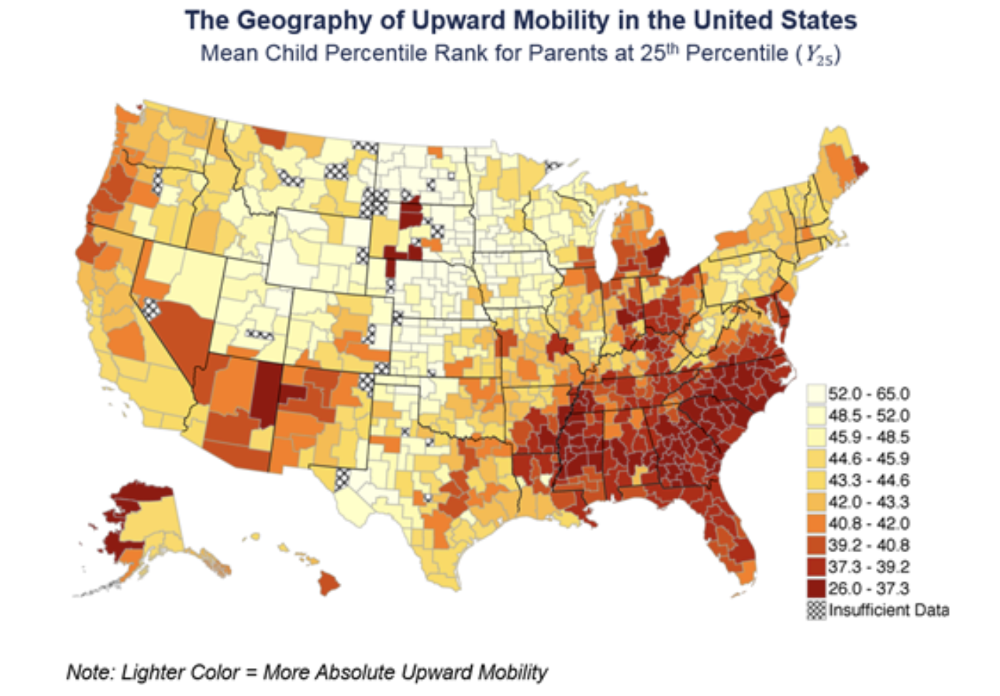 The Geography of Upward Mobility in the United States
Mean Child Percentile Rank for Parents at 25th Percentile (Y25)
52.0 - 65.0
48.5 - 52.0
45.9 - 48.5
44.6 - 45.9
43.3 - 44.6
42.0 - 43.3
40.8 - 42.0
39.2 - 40.8
37.3 - 39.2
26.0 - 37.3
Insufficient Data
Note: Lighter Color = More Absolute Upward Mobility